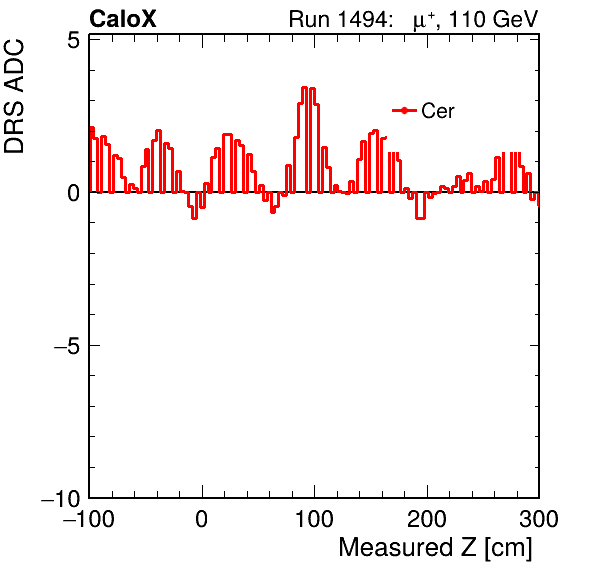 CaloX Run 1494: μ⁺, 110 GeV
DRS ADC
Cer
5
0
−5
−10
−100 0 100 200 300
Measured Z [cm]